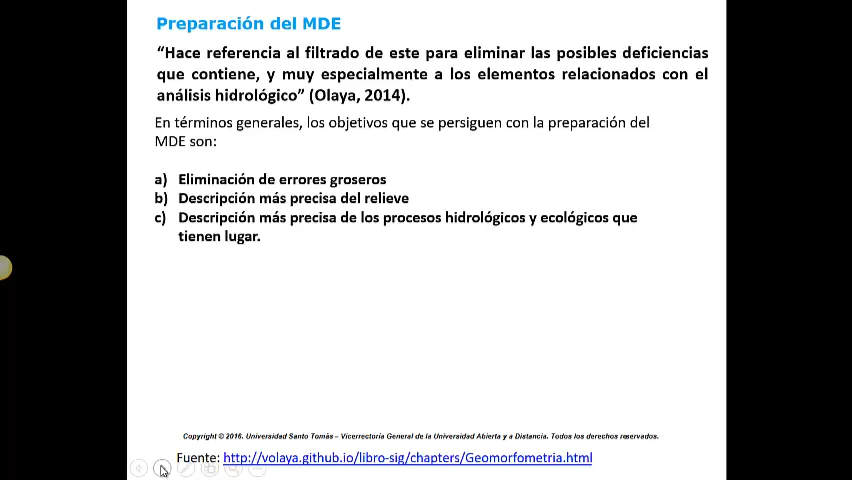 Preparación del MDE
“Hace referencia al filtrado de este para eliminar las posibles deficiencias
que contiene, y muy especialmente a los elementos relacionados con el
análisis hidrológico” (Olaya, 2014).
En términos generales, los objetivos que se persiguen con la preparación del
MDE son:
a) Eliminación de errores groseros
b) Descripción más precisa del relieve
c) Descripción más precisa de los procesos hidrológicos y ecológicos que
tienen lugar.
Copyright © 2016. Universidad Santo Tomás – Vicerrectoría General de la Universidad Abierta y a Distancia. Todos los derechos reservados.
Fuente: http://volaya.github.io/libro-sig/chapters/Geomorfometria.html